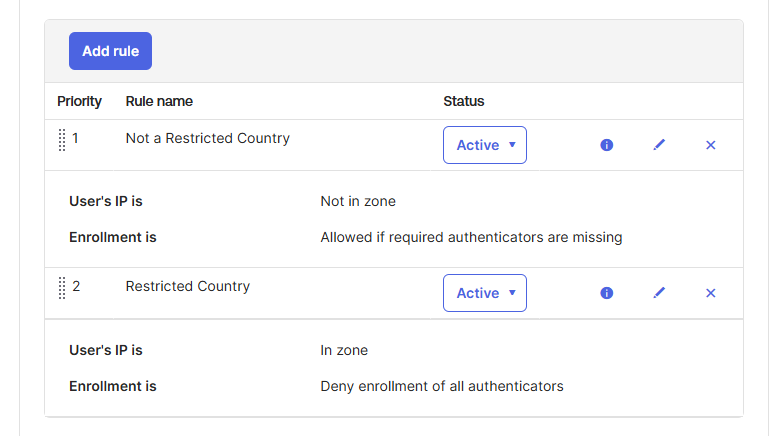 Add rule
Priority Rule name Status
1 Not a Restricted Country Active
User's IP is Not in zone
Enrollment is Allowed if required authenticators are missing
2 Restricted Country Active
User's IP is In zone
Enrollment is Deny enrollment of all authenticators